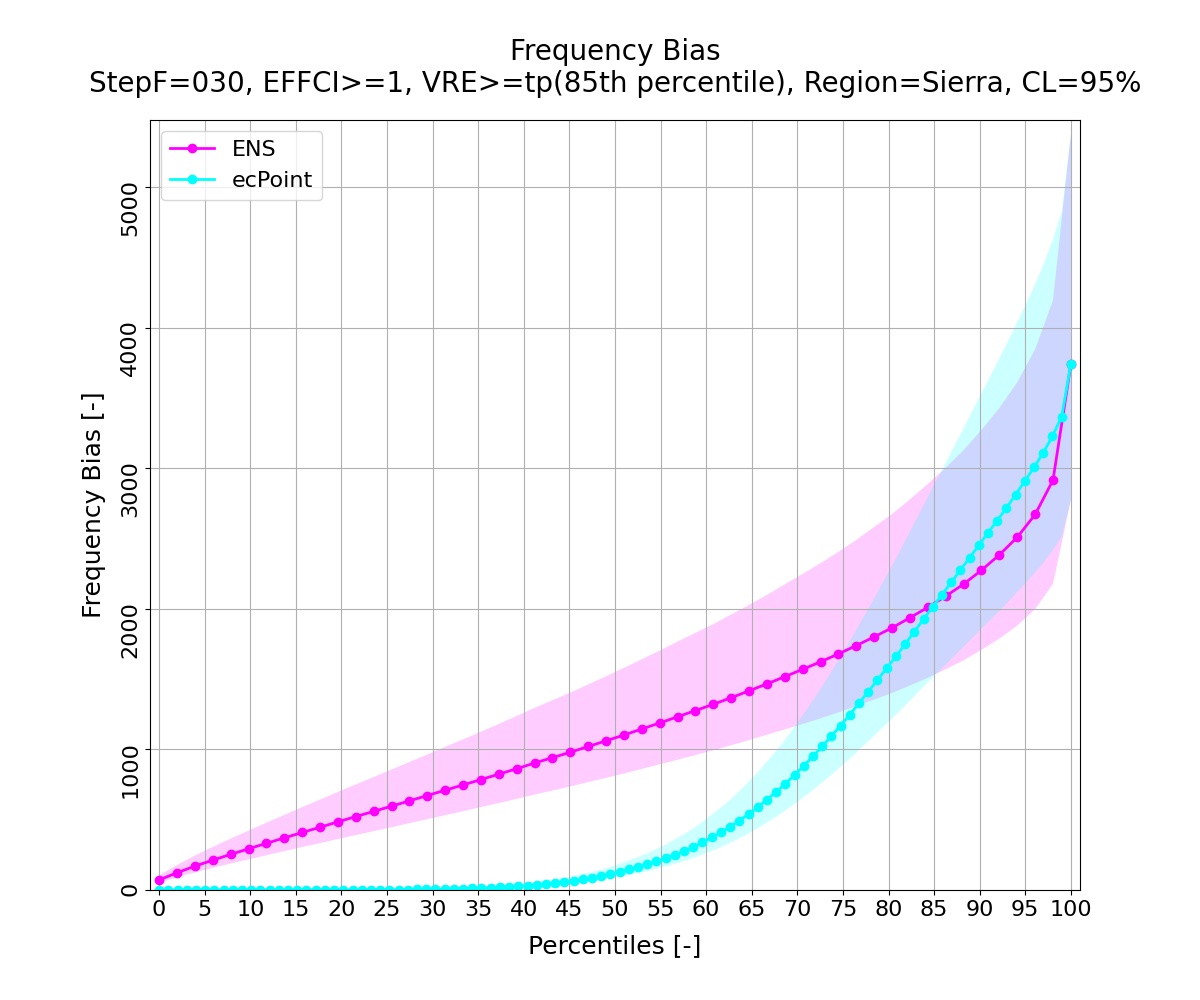 Frequency Bias
StepF=030, EFFCI>=1, VRE>=tp(85th percentile), Region=Sierra, CL=95%
ENS
ecPoint
Frequency Bias [-]
5000
4000
3000
2000
1000
0
0 5 10 15 20 25 30 35 40 45 50 55 60 65 70 75 80 85 90 95 100
Percentiles [-]